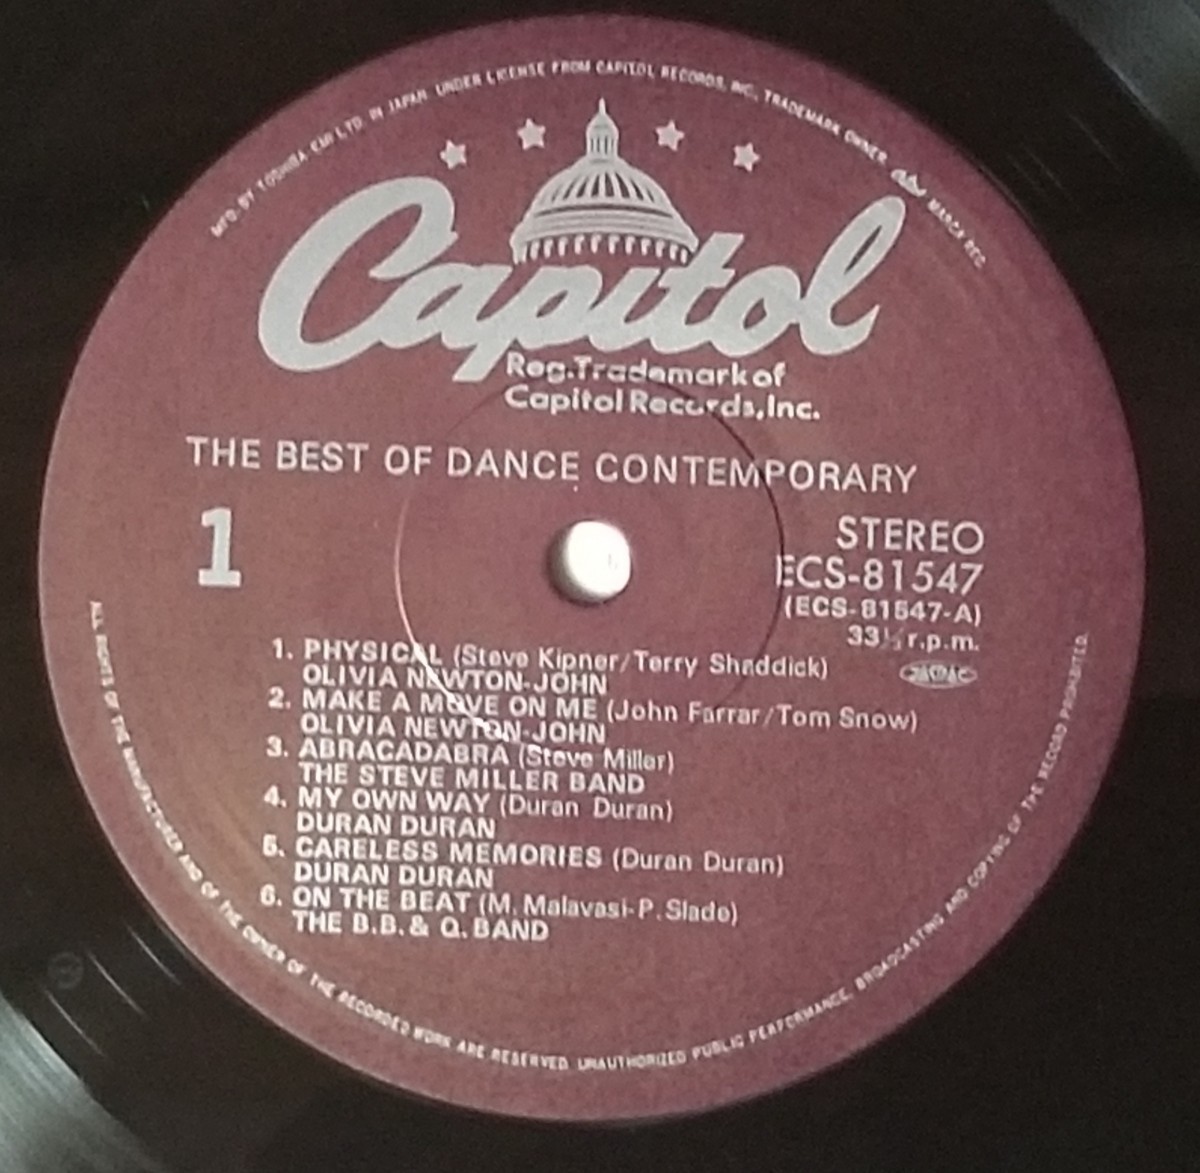 MFD. BY TOSHIBA-EMI LTD. IN JAPAN UNDER LICENSE FROM CAPITOL RECORDS, INC., TRADEMARK OWNER. MARCA REG.
Capitol
Reg.Trademark of
Capitol Records,Inc.
THE BEST OF DANCE CONTEMPORARY
1
STEREO
ECS-81547
(ECS-81547-A)
33⅓ r.p.m.
1. PHYSICAL (Steve Kipner/Terry Shaddick)
OLIVIA NEWTON-JOHN
2. MAKE A MOVE ON ME (John Farrar/Tom Snow)
OLIVIA NEWTON-JOHN
3. ABRACADABRA (Steve Miller)
THE STEVE MILLER BAND
4. MY OWN WAY (Duran Duran)
DURAN DURAN
5. CARELESS MEMORIES (Duran Duran)
DURAN DURAN
6. ON THE BEAT (M. Malavasi-P. Slade)
THE B.B. & Q. BAND
ALL RIGHTS OF THE MANUFACTURER AND OF THE OWNER OF THE RECORDED WORK ARE RESERVED. UNAUTHORIZED PUBLIC PERFORMANCE, BROADCASTING AND COPYING OF THE RECORD PROHIBITED.